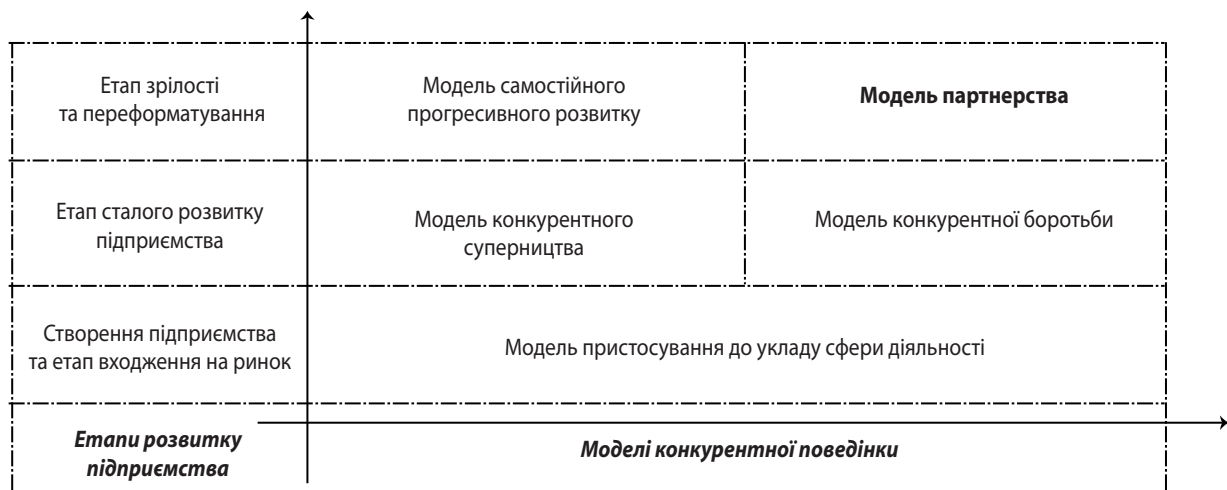 Етап зрілості
та переформатування
Модель самостійного
прогресивного розвитку
Модель партнерства
Етап сталого розвитку
підприємства
Модель конкурентного
суперництва
Модель конкурентної боротьби
Створення підприємства
та етап входження на ринок
Модель пристосування до укладу сфери діяльності
Етапи розвитку
підприємства
Моделі конкурентної поведінки